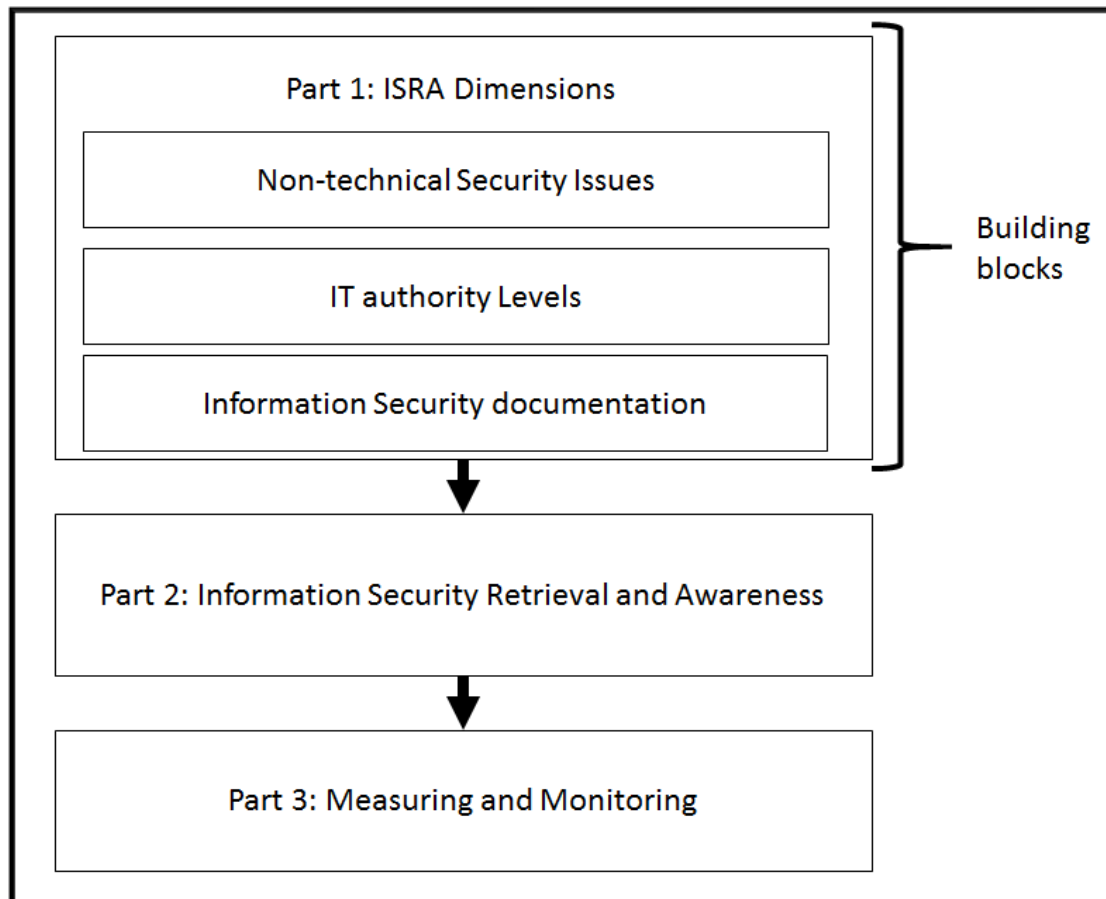 Part 1: ISRA Dimensions
Non-technical Security Issues
IT authority Levels
Information Security documentation
Building
blocks
Part 2: Information Security Retrieval and Awareness
Part 3: Measuring and Monitoring